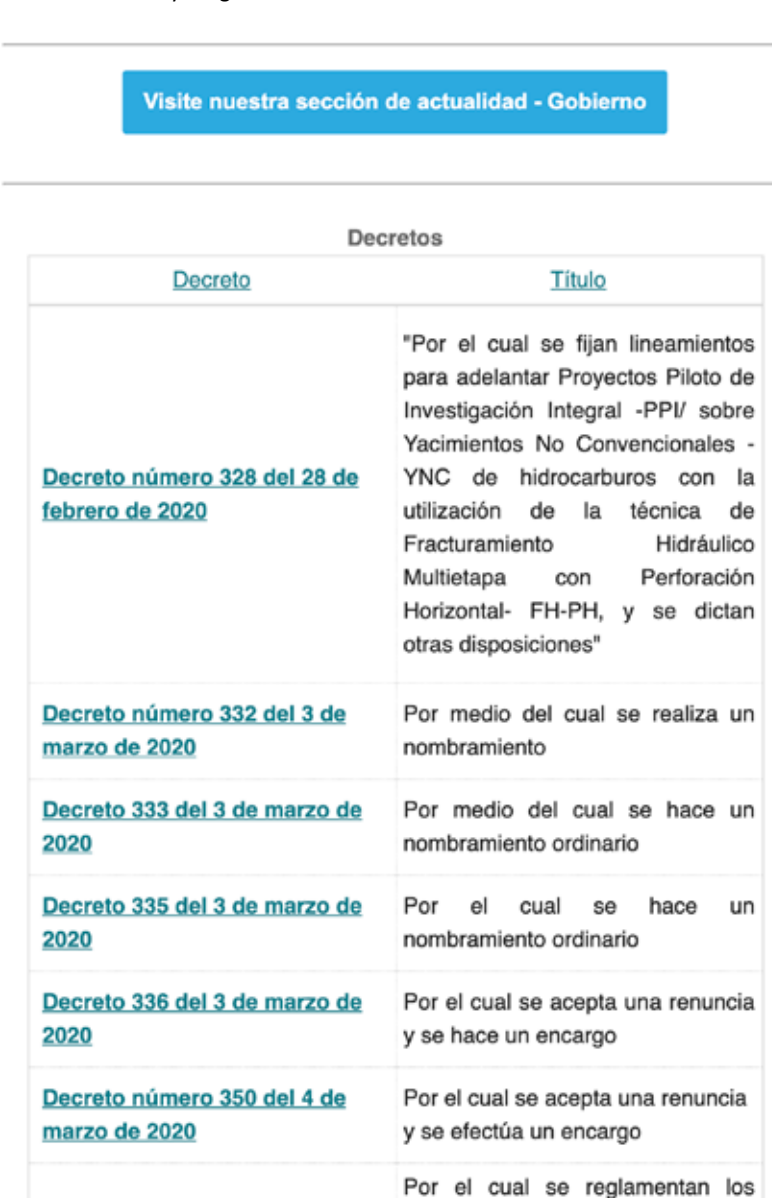 Visite nuestra sección de actualidad - Gobierno
Decretos
Decreto Título
Decreto número 328 del 28 de
febrero de 2020
"Por el cual se fijan lineamientos
para adelantar Proyectos Piloto de
Investigación Integral -PPI/ sobre
Yacimientos No Convencionales -
YNC de hidrocarburos con la
utilización de la técnica de
Fracturamiento Hidráulico
Multietapa con Perforación
Horizontal- FH-PH, y se dictan
otras disposiciones"
Decreto número 332 del 3 de
marzo de 2020
Por medio del cual se realiza un
nombramiento
Decreto 333 del 3 de marzo de
2020
Por medio del cual se hace un
nombramiento ordinario
Decreto 335 del 3 de marzo de
2020
Por el cual se hace un
nombramiento ordinario
Decreto 336 del 3 de marzo de
2020
Por el cual se acepta una renuncia
y se hace un encargo
Decreto número 350 del 4 de
marzo de 2020
Por el cual se acepta una renuncia
y se efectúa un encargo
Por el cual se reglamentan los